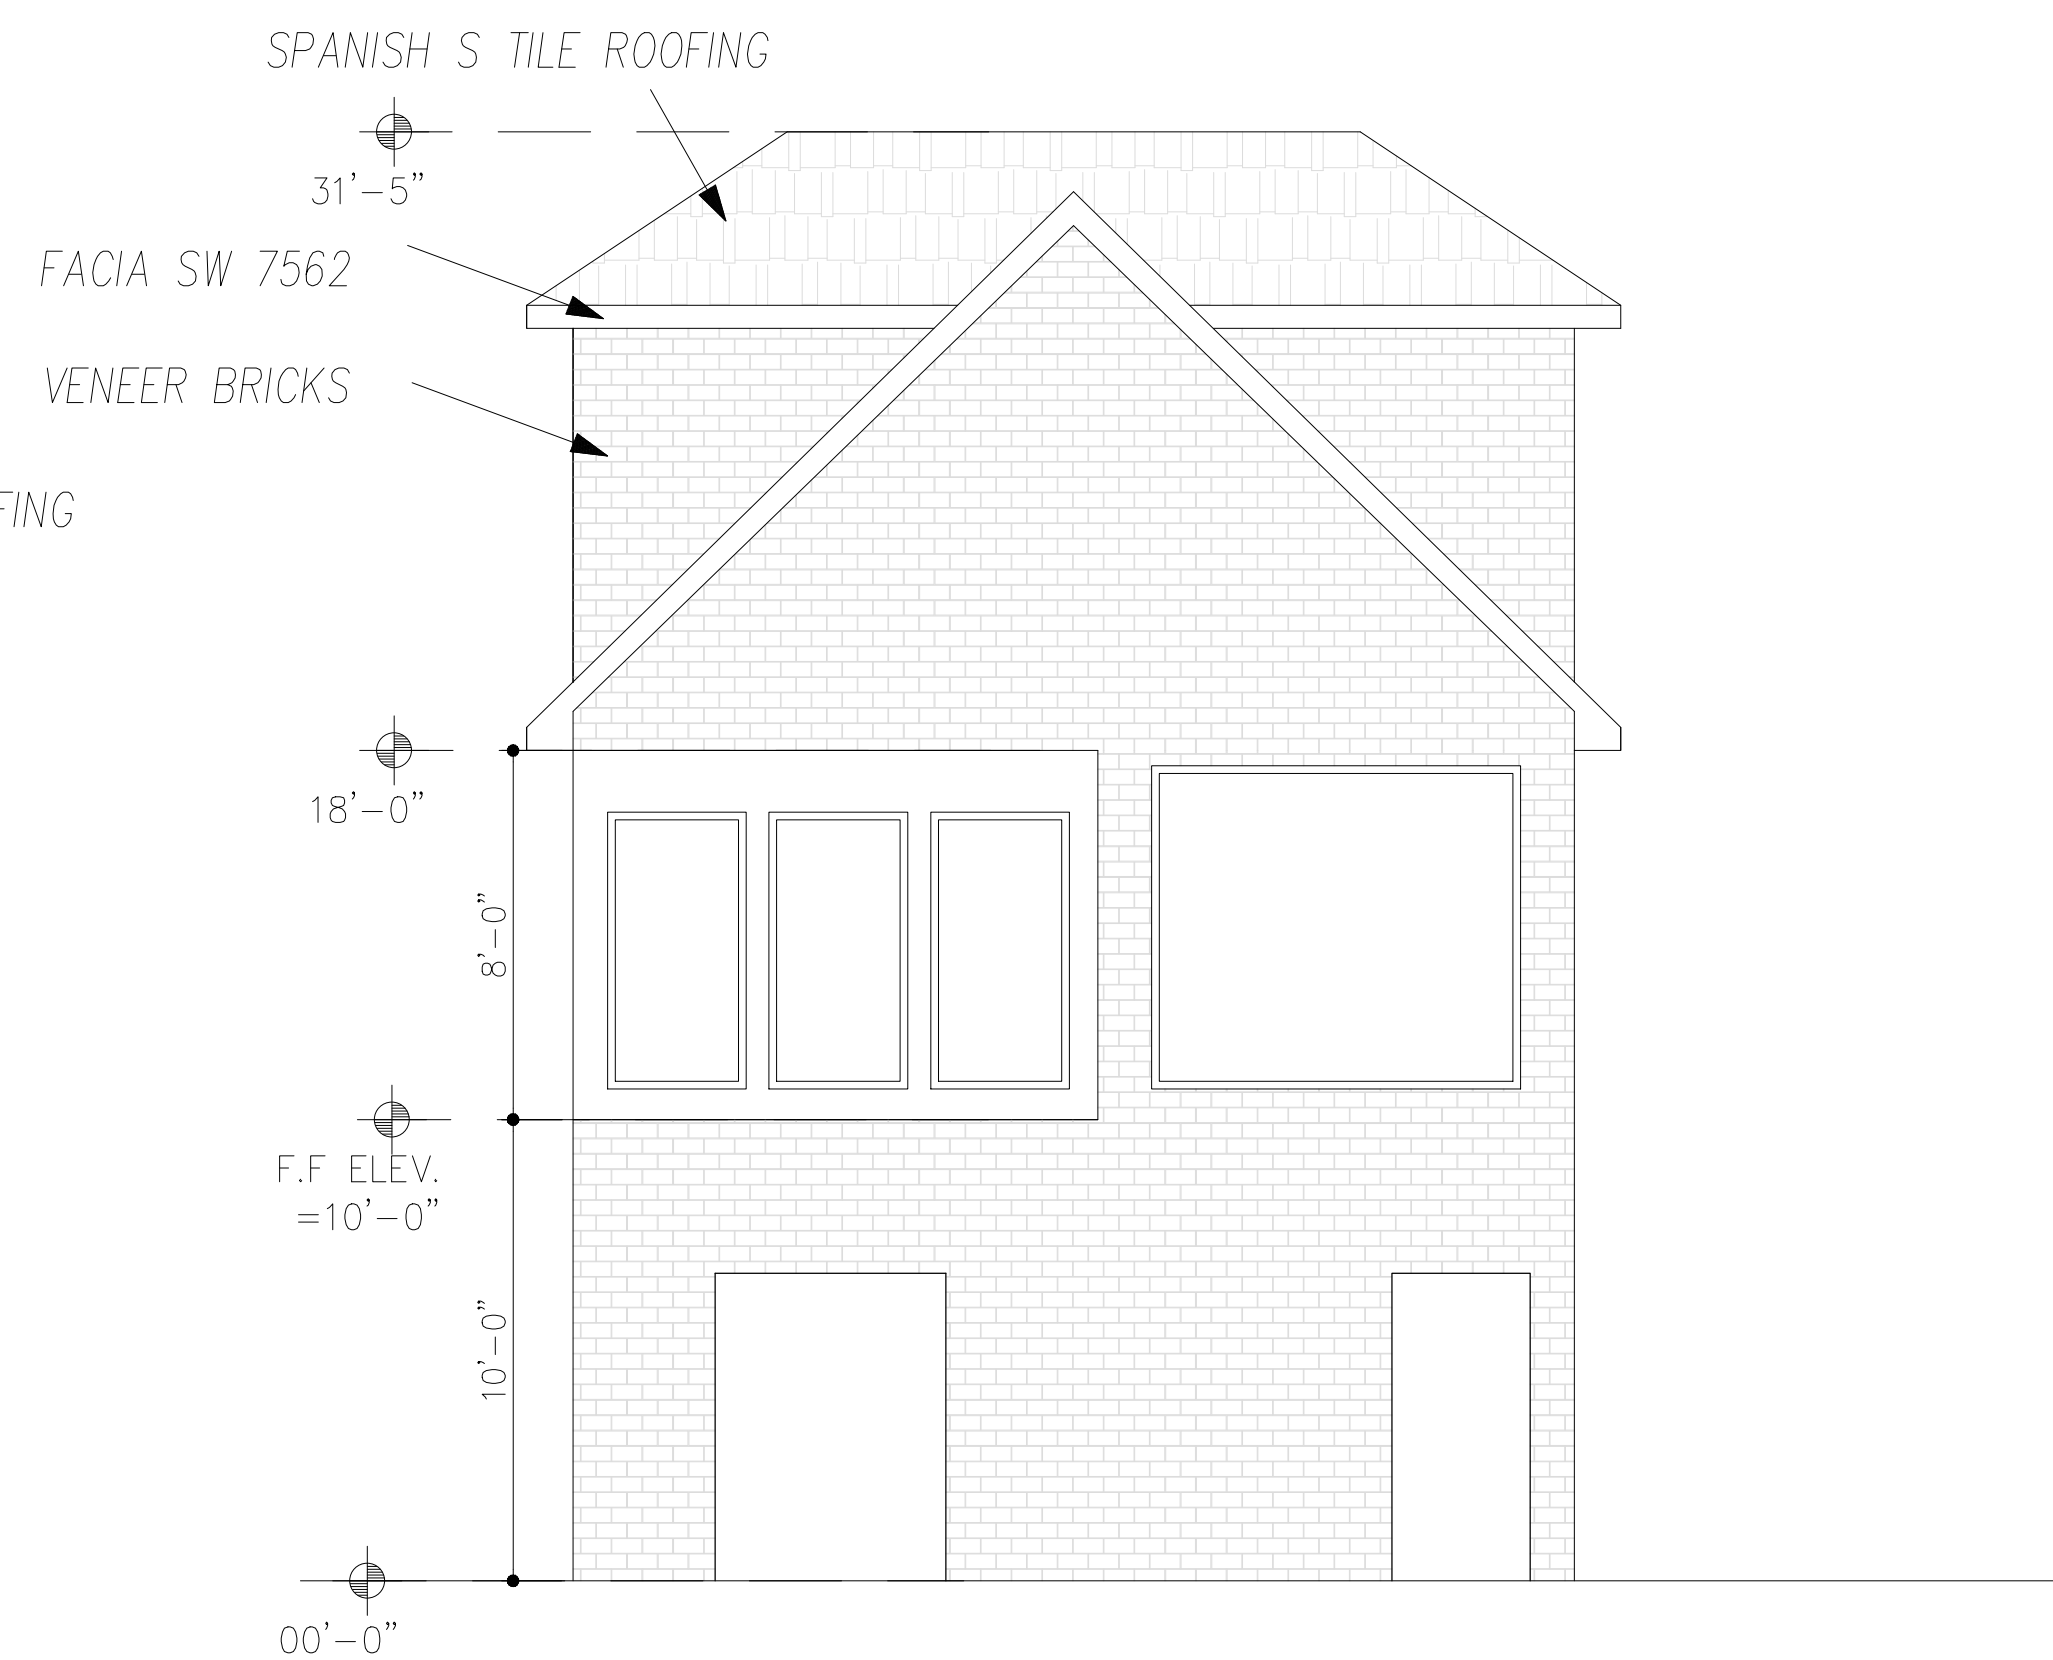 SPANISH S TILE ROOFING
31'-5"
FACIA SW 7562
VENEER BRICKS
FING
18'-0"
8'-0"
F.F ELEV.
=10'-0"
10'-0"
00'-0"